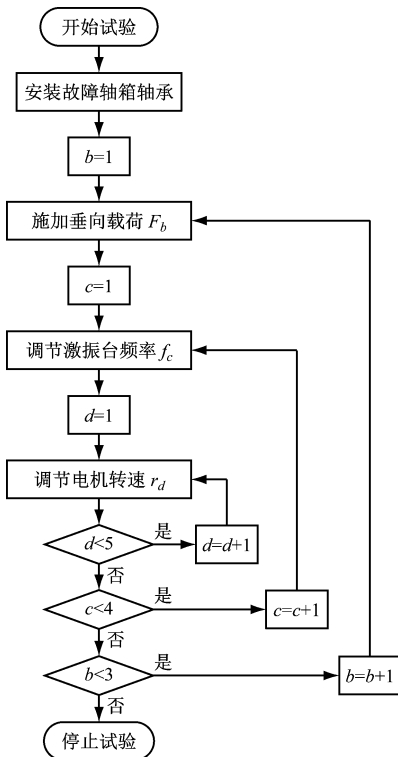 开始试验
安装故障轴箱轴承
b=1
施加垂向载荷 F_b
c=1
调节激振台频率 f_c
d=1
调节电机转速 r_d
d<5
是
d=d+1
否
c<4
是
c=c+1
否
b<3
是
b=b+1
否
停止试验